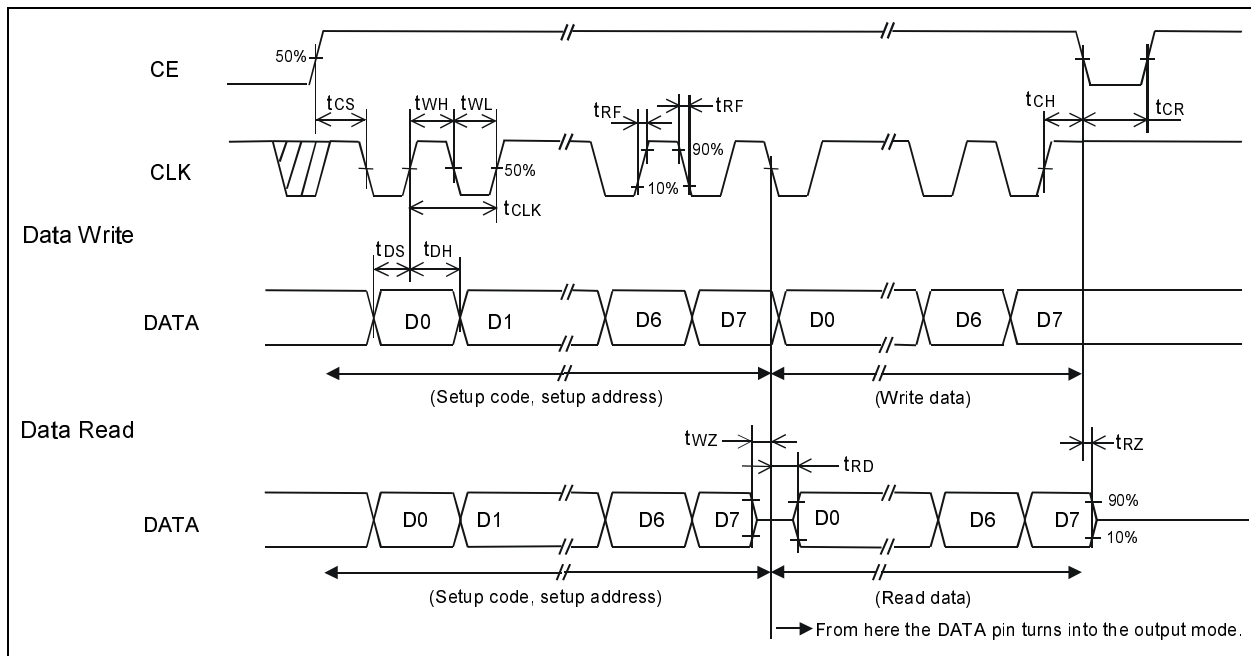 50%
CE
tCS
tWH
tWL
tRF
tRF
tCH
tCR
CLK
50%
90%
10%
tCLK
Data Write
tDS
tDH
DATA
D0
D1
D6
D7
D0
D6
D7
(Setup code, setup address)
(Write data)
Data Read
tWZ
tRD
tRZ
DATA
D0
D1
D6
D7
D0
D6
D7
90%
10%
(Setup code, setup address)
(Read data)
From here the DATA pin turns into the output mode.